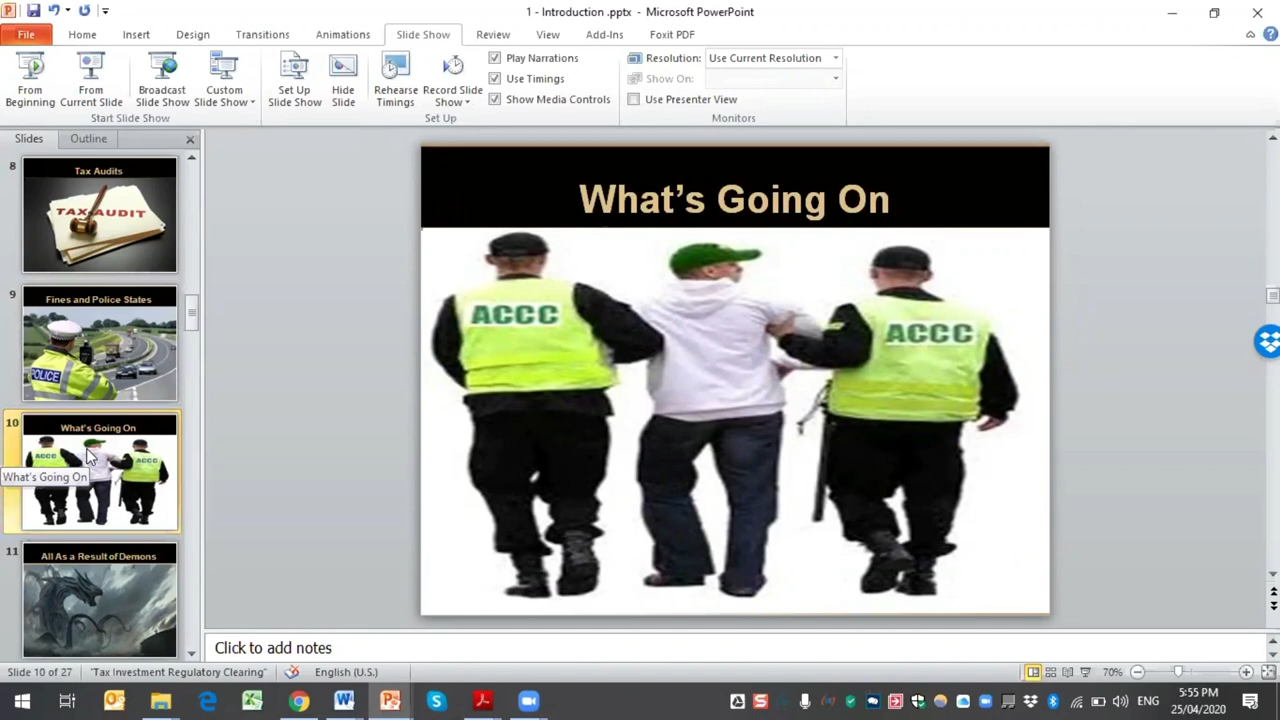 1 - Introduction .pptx - Microsoft PowerPoint
File Home Insert Design Transitions Animations Slide Show Review View Add-Ins Foxit PDF
From Beginning
From Current Slide
Broadcast Slide Show
Custom Slide Show
Start Slide Show
Set Up Slide Show
Hide Slide
Rehearse Timings
Record Slide Show
Play Narrations
Use Timings
Show Media Controls
Set Up
Resolution: Use Current Resolution
Show On:
Use Presenter View
Monitors
Slides Outline
8
Tax Audits
TAX AUDIT
9
Fines and Police States
POLICE
10
What's Going On
ACCC ACCC
What's Going On
11
All As a Result of Demons
What's Going On
ACCC ACCC
Click to add notes
Slide 10 of 27 "Tax Investment Regulatory Clearing" English (U.S.) 70%
ENG
5:55 PM
25/04/2020